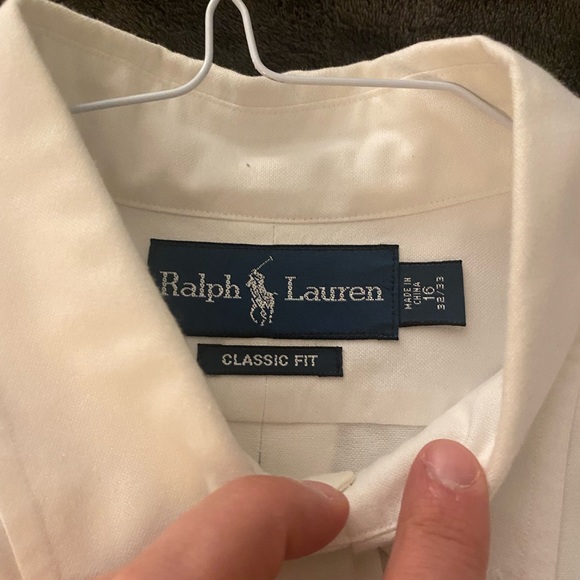 Ralph Lauren
MADE IN
CHINA
16
32/33
CLASSIC FIT